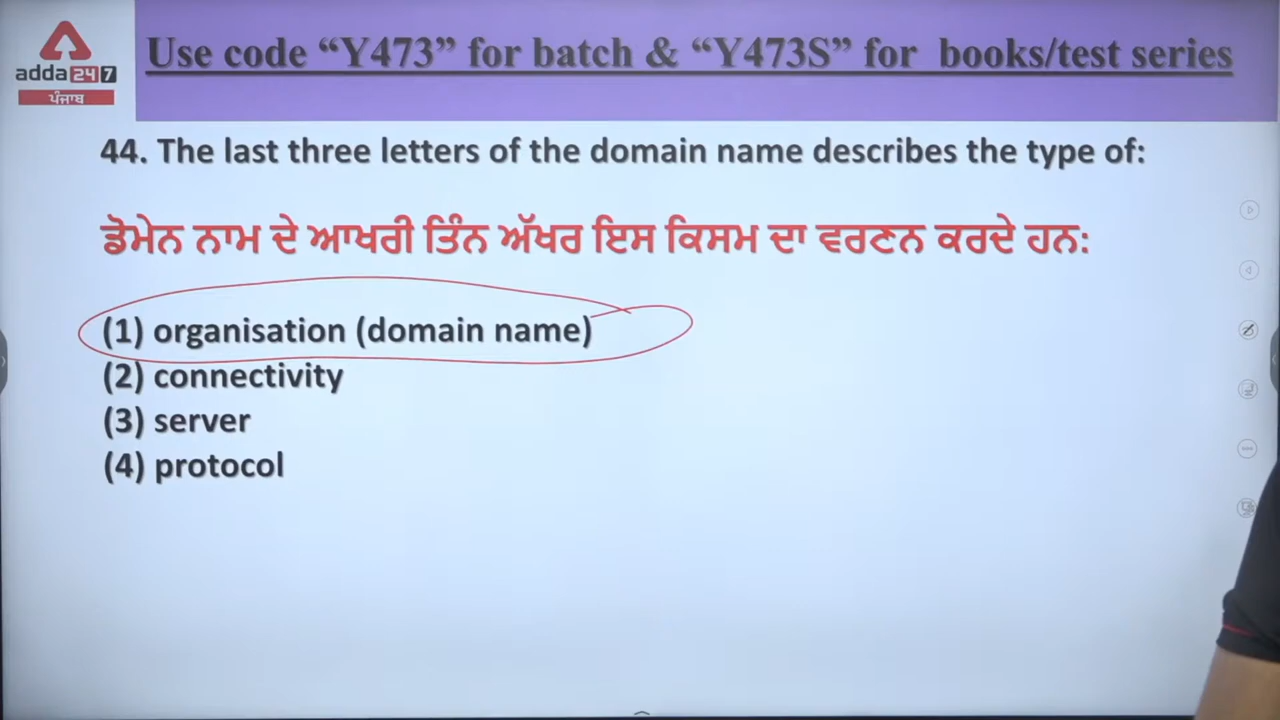 adda 24 7
ਪੰਜਾਬ
Use code “Y473” for batch & “Y473S” for books/test series
44. The last three letters of the domain name describes the type of:
ਡੋਮੇਨ ਨਾਮ ਦੇ ਆਖਰੀ ਤਿੰਨ ਅੱਖਰ ਇਸ ਕਿਸਮ ਦਾ ਵਰਣਨ ਕਰਦੇ ਹਨ:
(1) organisation (domain name)
(2) connectivity
(3) server
(4) protocol